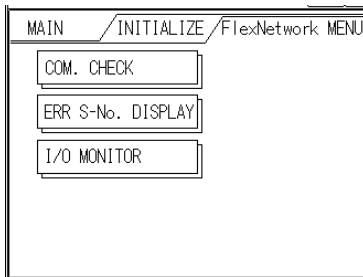 MAIN INITIALIZE FlexNetwork MENU
COM. CHECK
ERR S-No. DISPLAY
I/O MONITOR